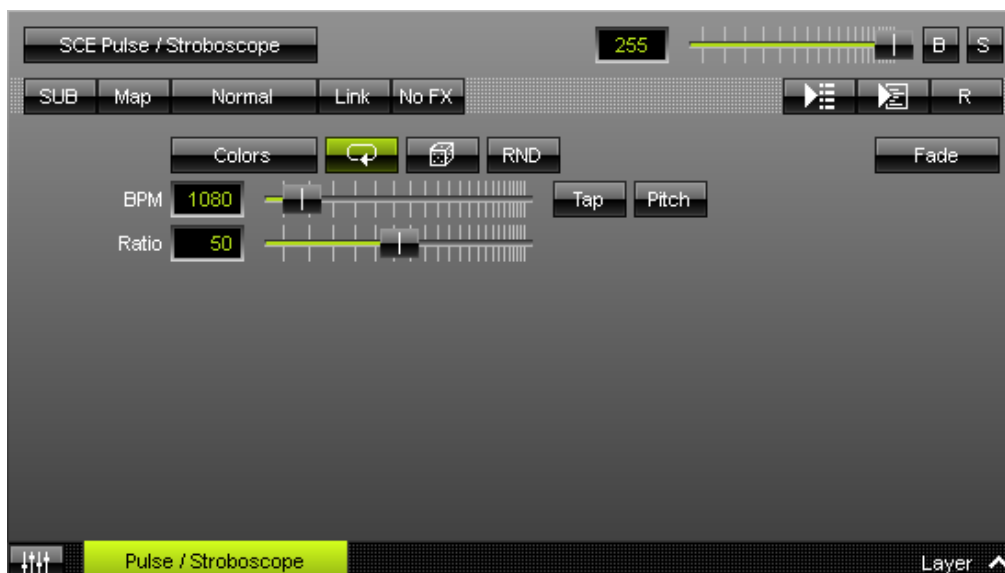 SCE Pulse / Stroboscope 255 B S
SUB Map Normal Link No FX R
Colors RND Fade
BPM 1080 Tap Pitch
Ratio 50
Pulse / Stroboscope Layer